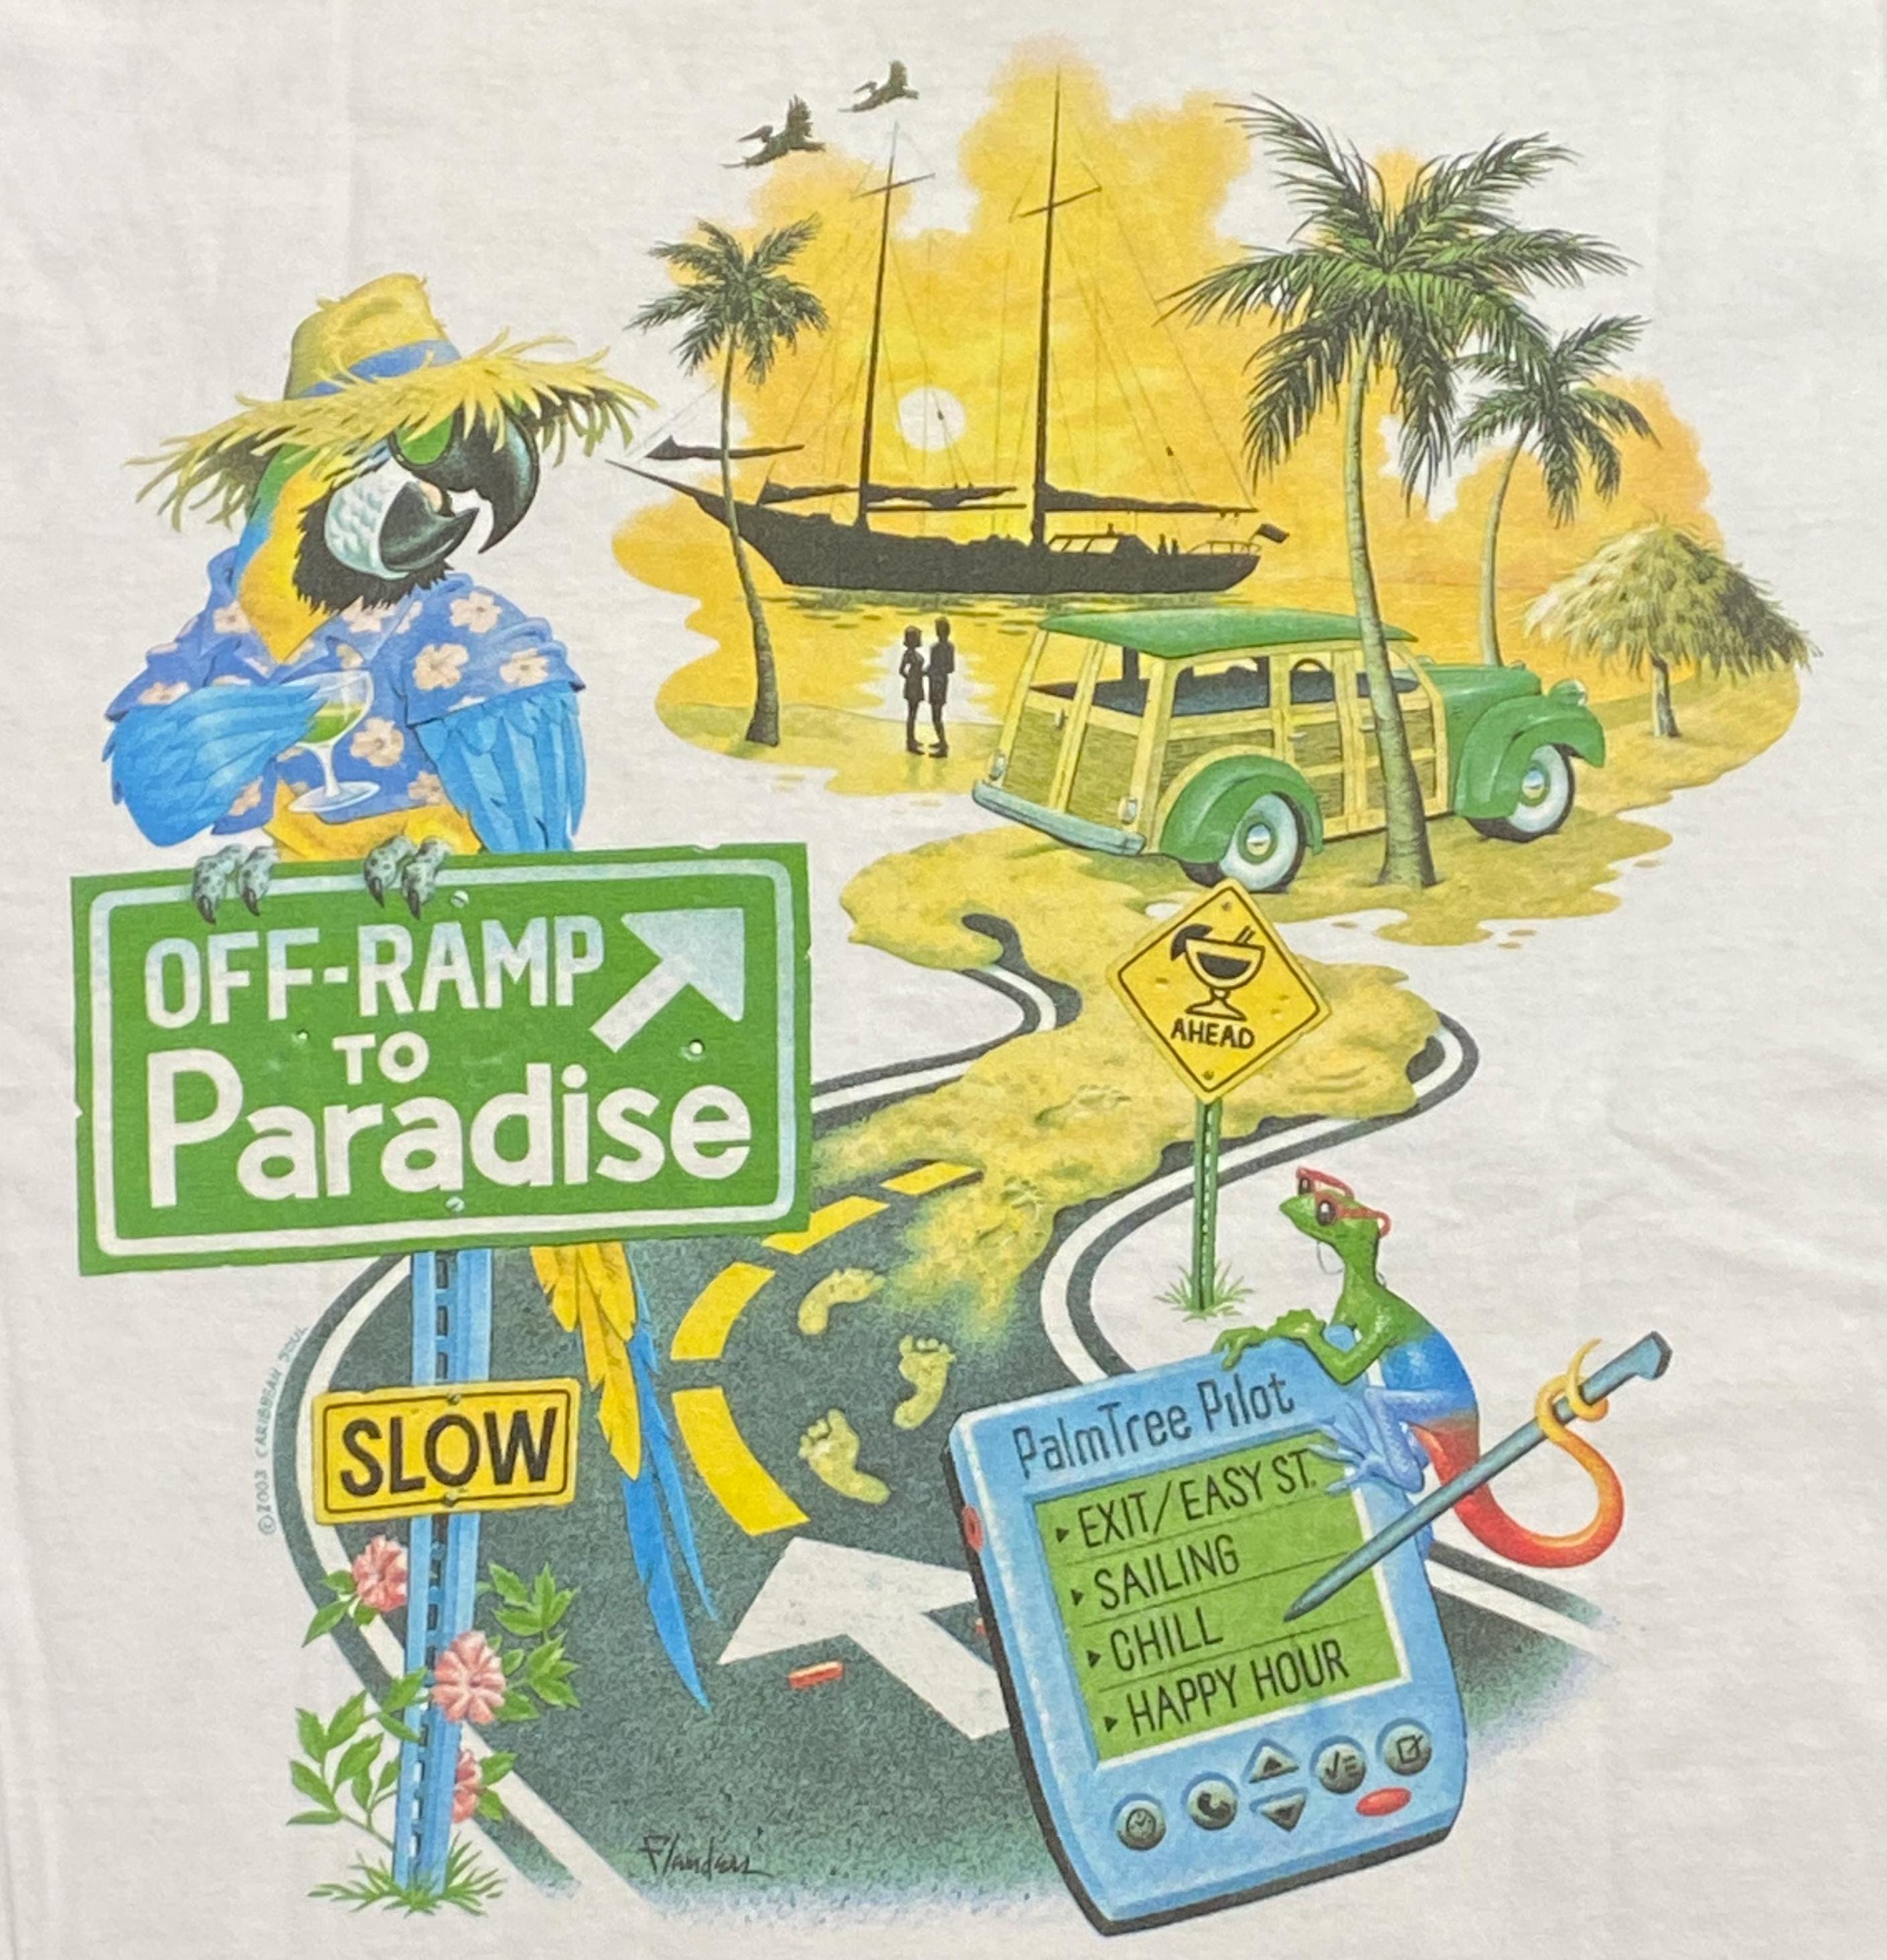 OFF-RAMP
TO
Paradise
AHEAD
SLOW
PalmTree Pilot
EXIT/EASY ST.
SAILING
CHILL
HAPPY HOUR
©2003 CARIBBEAN SOUL